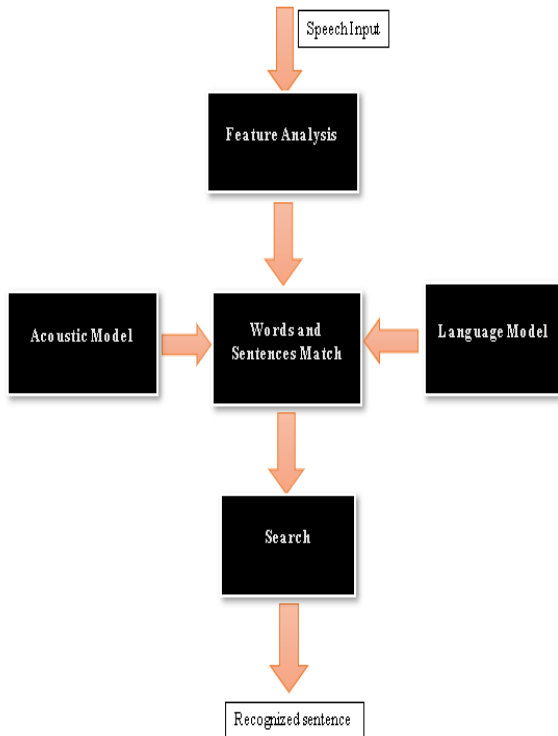 Speech Input
Feature Analysis
Acoustic Model
Words and
Sentences Match
Language Model
Search
Recognized sentence